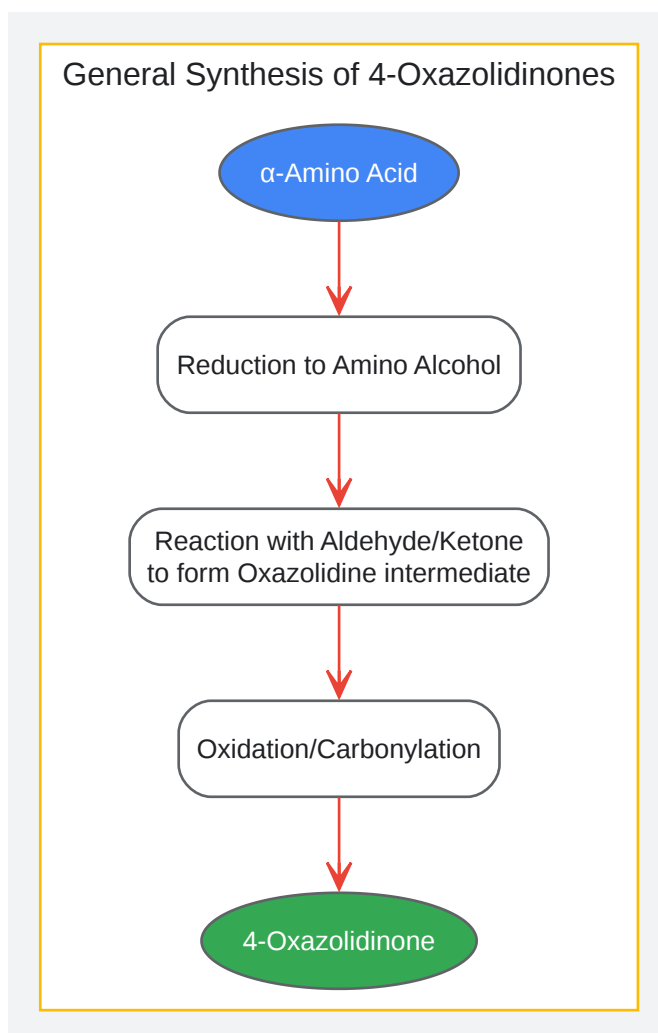 General Synthesis of 4-Oxazolidinones
α-Amino Acid
Reduction to Amino Alcohol
Reaction with Aldehyde/Ketone
to form Oxazolidine intermediate
Oxidation/Carbonylation
4-Oxazolidinone